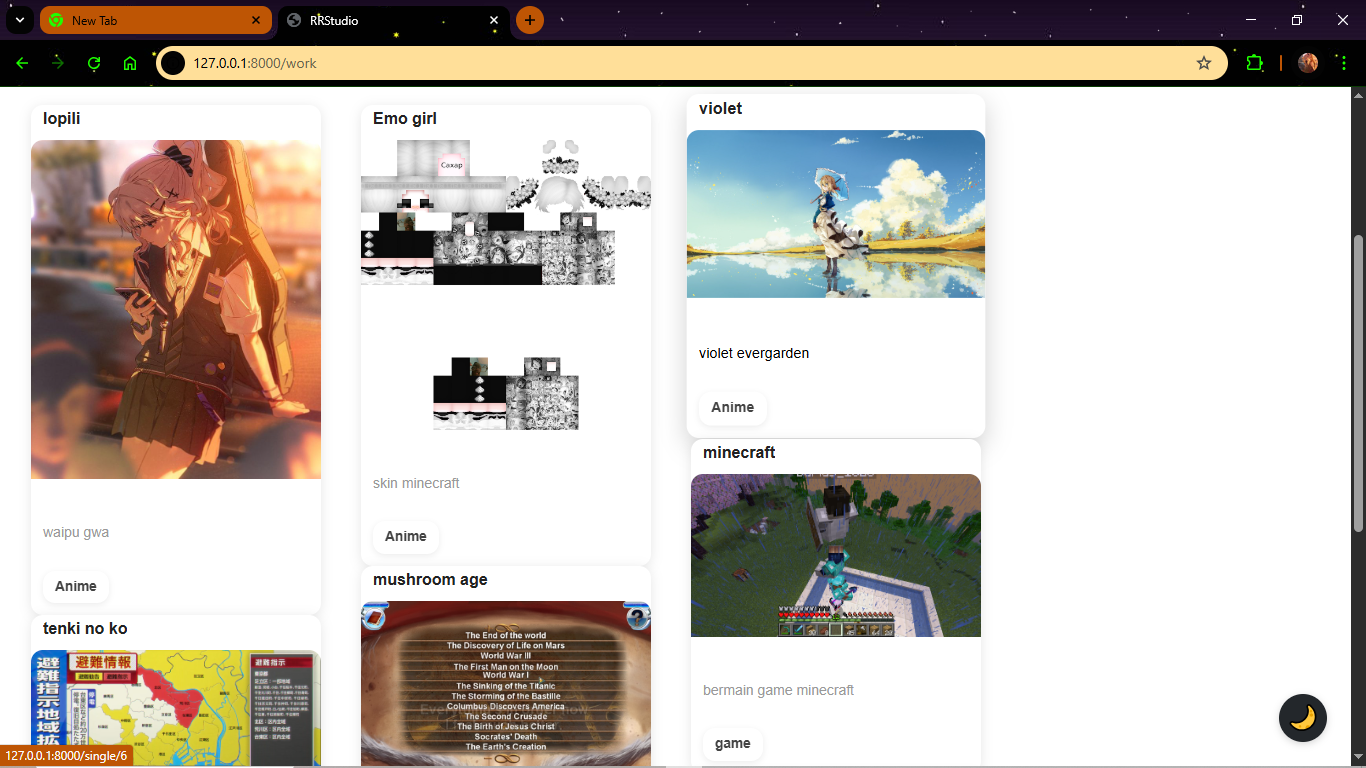 New Tab
RRStudio
127.0.0.1:8000/work
lopili
waipu gwa
Anime
tenki no ko
避難情報
避難指示
避難指示地域拡
Emo girl
Caxap
skin minecraft
Anime
mushroom age
The End of the world
The Discovery of Life on Mars
World War III
The First Man on the Moon
World War I
The Sinking of the Titanic
The Storming of the Bastille
Columbus Discovers America
The Second Crusade
The Birth of Jesus Christ
Socrates' Death
The Earth's Creation
violet
violet evergarden
Anime
minecraft
bermain game minecraft
game
127.0.0.1:8000/single/6